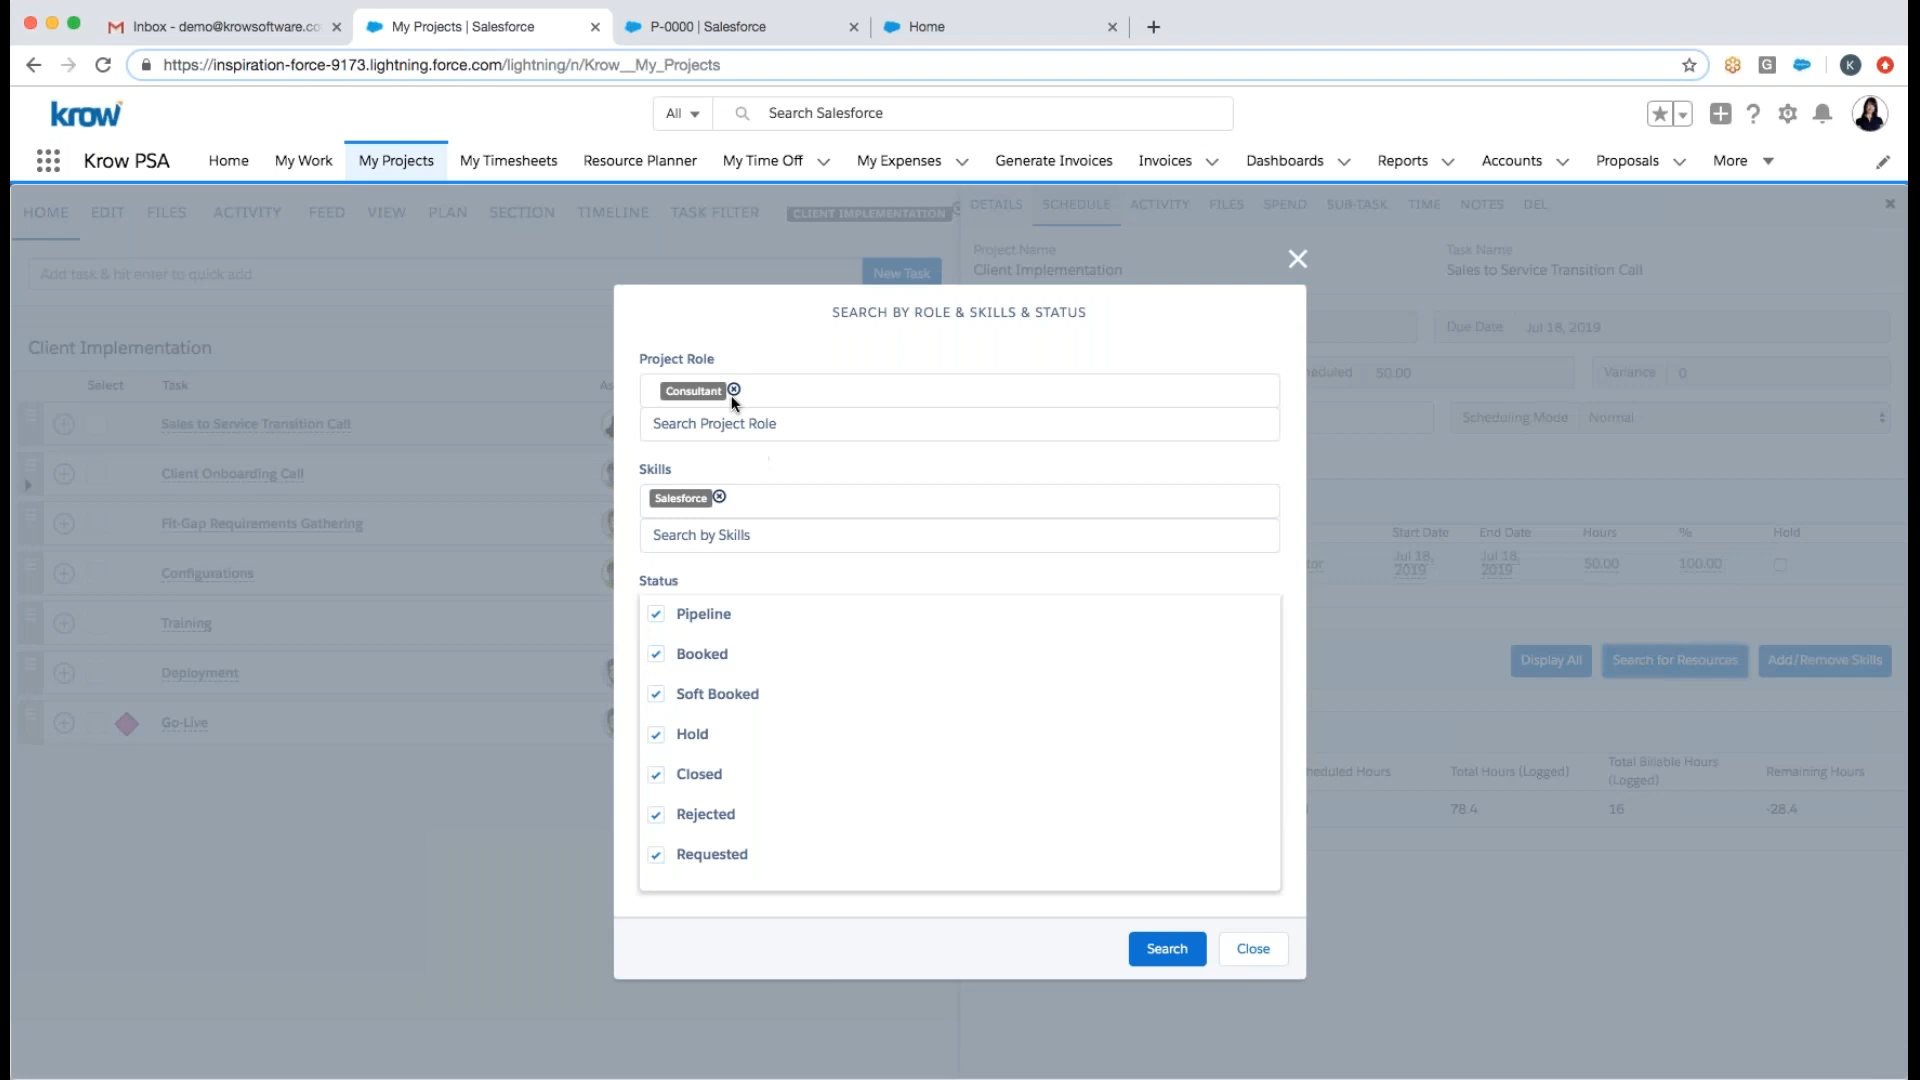 Inbox - demo@krowsoftware.co
My Projects | Salesforce
P-0000 | Salesforce
Home
https://inspiration-force-9173.lightning.force.com/lightning/n/Krow__My_Projects
G
K
krow
All
Search Salesforce
Krow PSA
Home
My Work
My Projects
My Timesheets
Resource Planner
My Time Off
My Expenses
Generate Invoices
Invoices
Dashboards
Reports
Accounts
Proposals
More
HOME
EDIT
FILES
ACTIVITY
FEED
VIEW
PLAN
SECTION
TIMELINE
TASK FILTER
CLIENT IMPLEMENTATION
DETAILS
SCHEDULE
ACTIVITY
FILES
SPEND
SUB-TASK
TIME
NOTES
DEL
Add task & hit enter to quick add
New Task
Client Implementation
Select
Task
As
Sales to Service Transition Call
Client Onboarding Call
Fit-Gap Requirements Gathering
Configurations
Training
Deployment
Go-Live
Project Name
Client Implementation
Task Name
Sales to Service Transition Call
Due Date
Jul 18, 2019
eduled
50.00
Variance
0
Scheduling Mode
Normal
Start Date
End Date
Hours
%
Hold
tor
Jul 18,
2019
Jul 18,
2019
50.00
100.00
Display All
Search for Resources
Add/Remove Skills
heduled Hours
Total Hours (Logged)
Total Billable Hours
(Logged)
Remaining Hours
78.4
16
-28.4
SEARCH BY ROLE & SKILLS & STATUS
Project Role
Consultant
Search Project Role
Skills
Salesforce
Search by Skills
Status
Pipeline
Booked
Soft Booked
Hold
Closed
Rejected
Requested
Search
Close